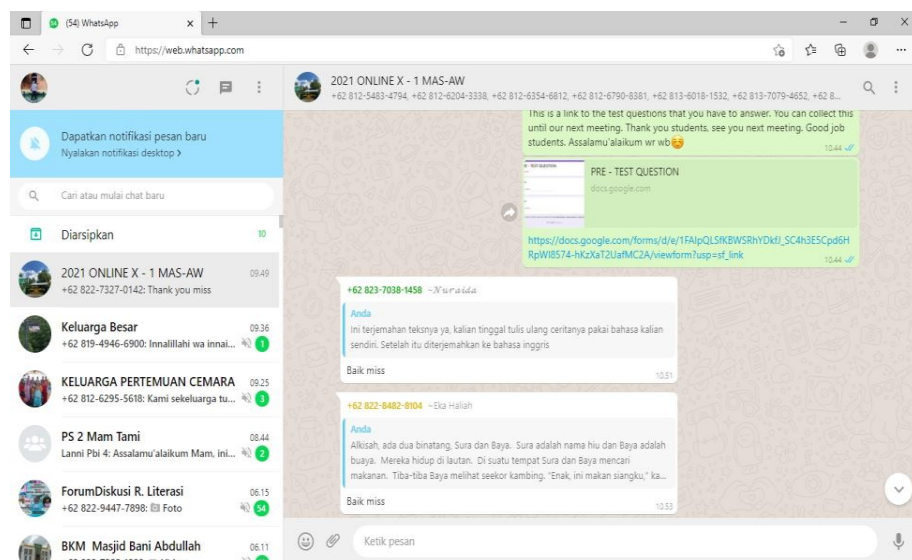 (54) WhatsApp
https://web.whatsapp.com
Dapatkan notifikasi pesan baru
Nyalakan notifikasi desktop >
Cari atau mulai chat baru
Diarsipkan 10
2021 ONLINE X - 1 MAS-AW 09.49
+62 822-7327-0142: Thank you miss
Keluarga Besar 09.36
+62 819-4946-6900: Innalillahi wa innai... 1
KELUARGA PERTEMUAN CEMARA 09.25
+62 812-6295-5618: Kami sekeluarga tu... 3
PS 2 Mam Tami 08.44
Lanni Pbi 4: Assalamu'alaikum Mam, ini... 2
ForumDiskusi R. Literasi 06.15
+62 822-9447-7898: Foto 54
BKM Masjid Bani Abdullah 06.11
2021 ONLINE X - 1 MAS-AW
+62 812-5483-4794, +62 812-6204-3338, +62 812-6354-6812, +62 812-6790-8381, +62 813-6018-1532, +62 813-7079-4652, +62 8...
This is a link to the test questions that you have to answer. You can collect this
until our next meeting. Thank you students, see you next meeting. Good job
students. Assalamu'alaikum wr wb😊
10.44
PRE - TEST QUESTION
docs.google.com
https://docs.google.com/forms/d/e/1FAIpQLSfKBWSRhYDkfJ_SC4h3E5Cpd6H
RpWI8574-hKzXaT2UafMC2A/viewform?usp=sf_link
10.44
+62 823-7038-1458 ~Nuraida
Anda
Ini terjemahan teksnya ya, kalian tinggal tulis ulang ceritanya pakai bahasa kalian
sendiri. Setelah itu diterjemahkan ke bahasa inggris
Baik miss
10.51
+62 822-8482-8104 ~Eka Haliah
Anda
Alkisah, ada dua binatang, Sura dan Baya. Sura adalah nama hiu dan Baya adalah
buaya. Mereka hidup di lautan. Di suatu tempat Sura dan Baya mencari
makanan. Tiba-tiba Baya melihat seekor kambing. "Enak, ini makan siangku," ka...
Baik miss
10.53
Ketik pesan